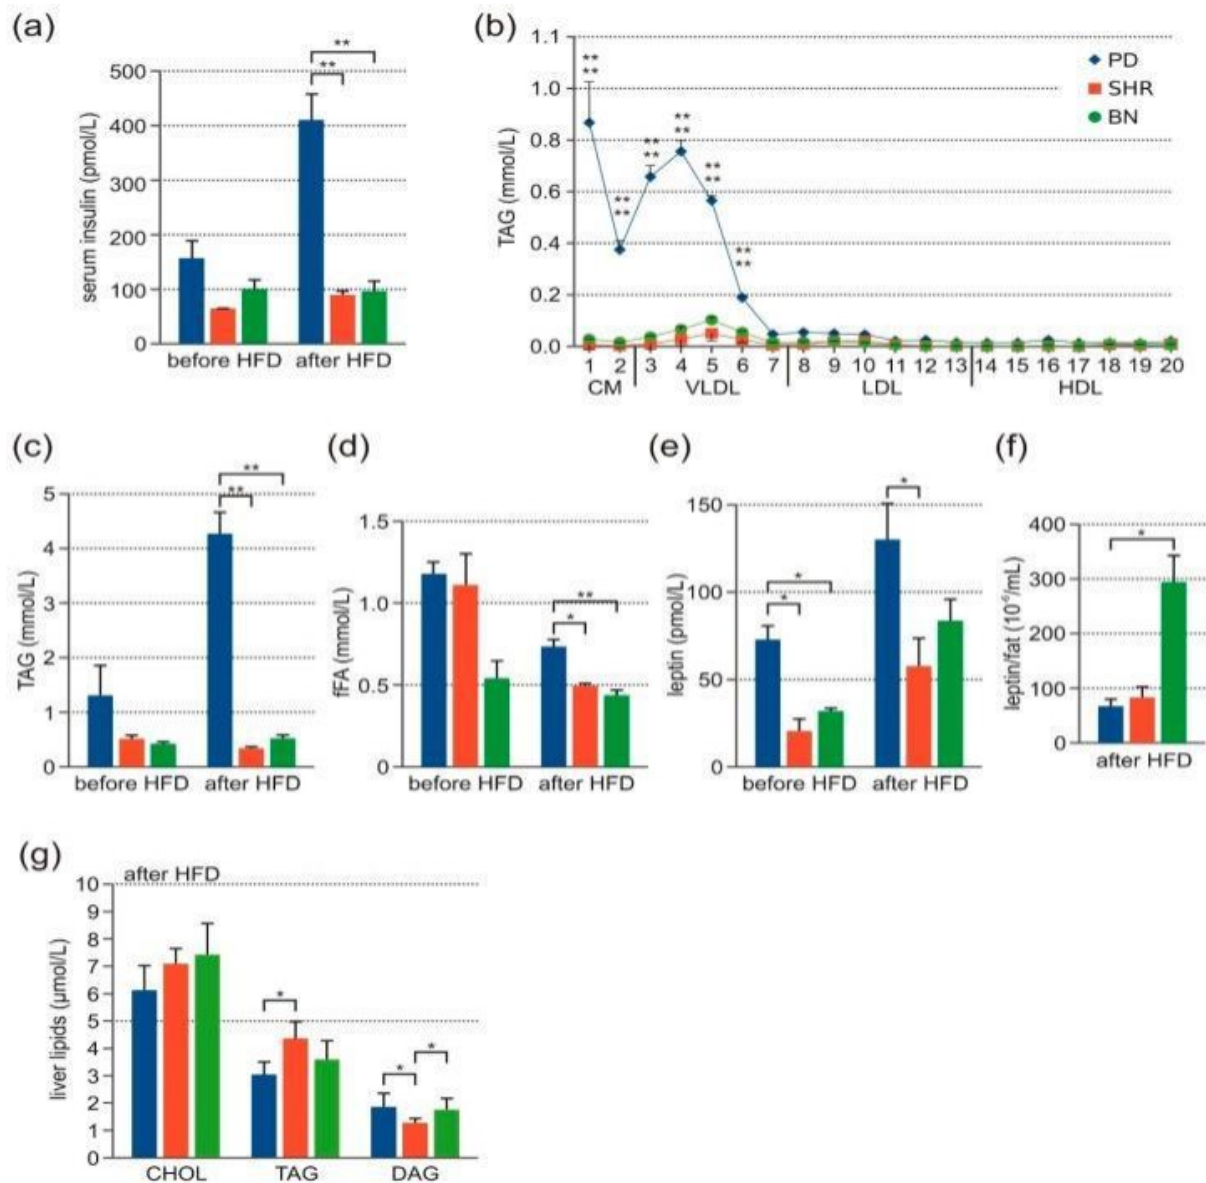 (a)
serum insulin (pmol/L)
500
400
300
200
100
0
** 
**
before HFD after HFD
(b)
TAG (mmol/L)
1.1
1.0
0.8
0.6
0.4
0.2
0.0
PD
SHR
BN
**
**
**
**
**
**
**
**
**
**
**
**
1 2 3 4 5 6 7 8 9 10 11 12 13 14 15 16 17 18 19 20
CM VLDL LDL HDL
(c)
TAG (mmol/L)
5
4
3
2
1
0
**
**
before HFD after HFD
(d)
fFA (mmol/L)
1.5
1.0
0.5
0
**
*
before HFD after HFD
(e)
leptin (pmol/L)
150
100
50
0
*
*
*
before HFD after HFD
(f)
leptin/fat (10⁻⁶/mL)
400
300
200
100
0
*
after HFD
(g)
after HFD
liver lipids (µmol/L)
10
9
8
7
6
5
4
3
2
1
0
*
*
*
CHOL TAG DAG